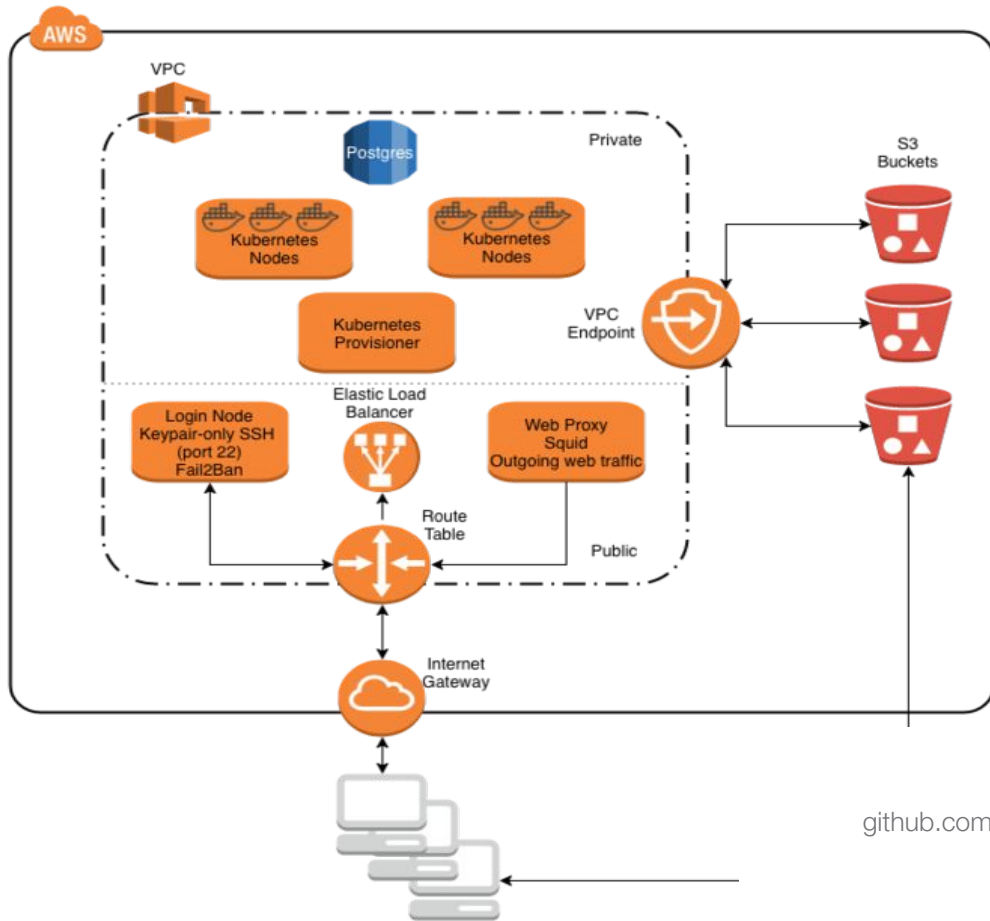 AWS
VPC
Postgres
Private
S3
Buckets
Kubernetes
Nodes
Kubernetes
Nodes
VPC
Endpoint
Kubernetes
Provisioner
Elastic Load
Balancer
Login Node
Keypair-only SSH
(port 22)
Fail2Ban
Web Proxy
Squid
Outgoing web traffic
Route
Table
Public
Internet
Gateway
github.com